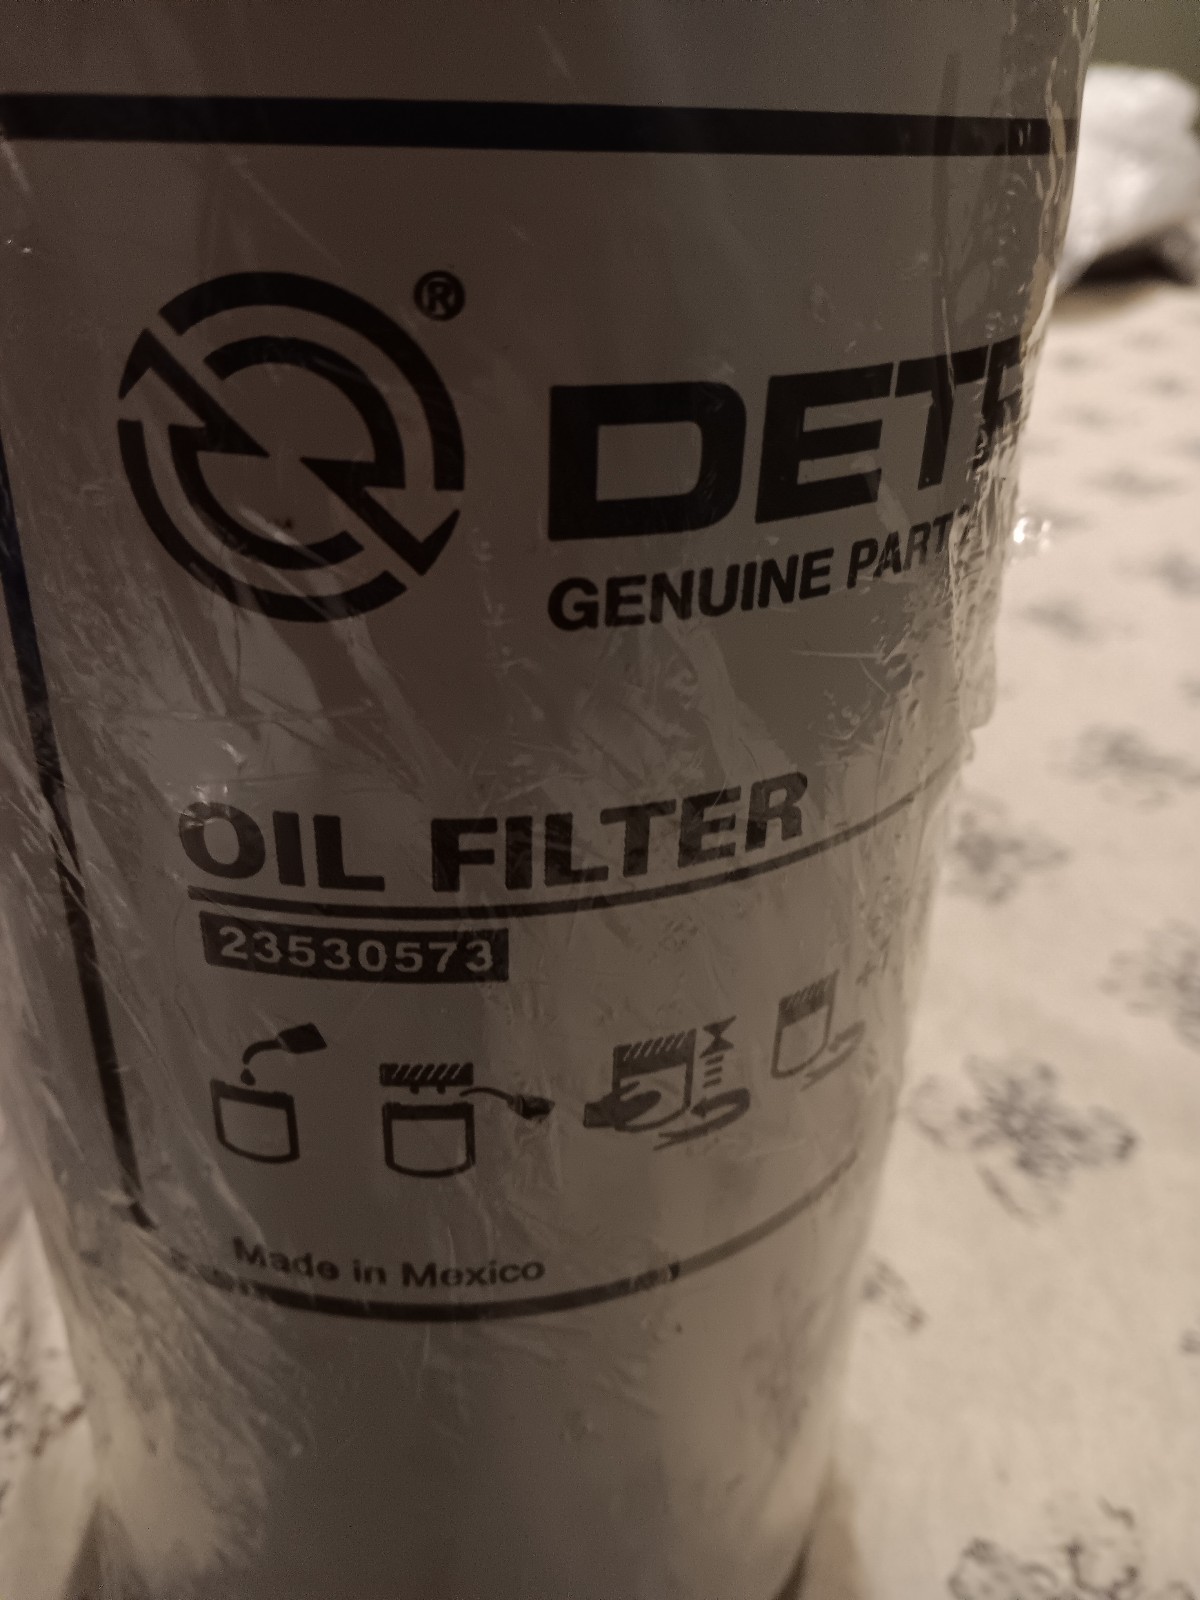 ®
DET
GENUINE PART
OIL FILTER
23530573
Made in Mexico